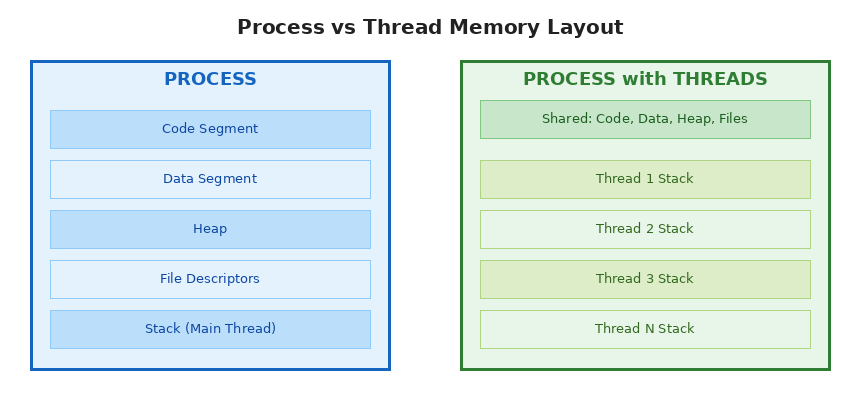 Process vs Thread Memory Layout
PROCESS
Code Segment
Data Segment
Heap
File Descriptors
Stack (Main Thread)
PROCESS with THREADS
Shared: Code, Data, Heap, Files
Thread 1 Stack
Thread 2 Stack
Thread 3 Stack
Thread N Stack